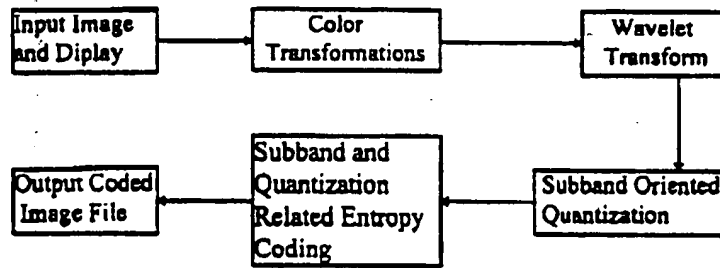 Input Image
and Diplay
Color
Transformations
Wavelet
Transform
Subband Oriented
Quantization
Subband and
Quantization
Related Entropy
Coding
Output Coded
Image File